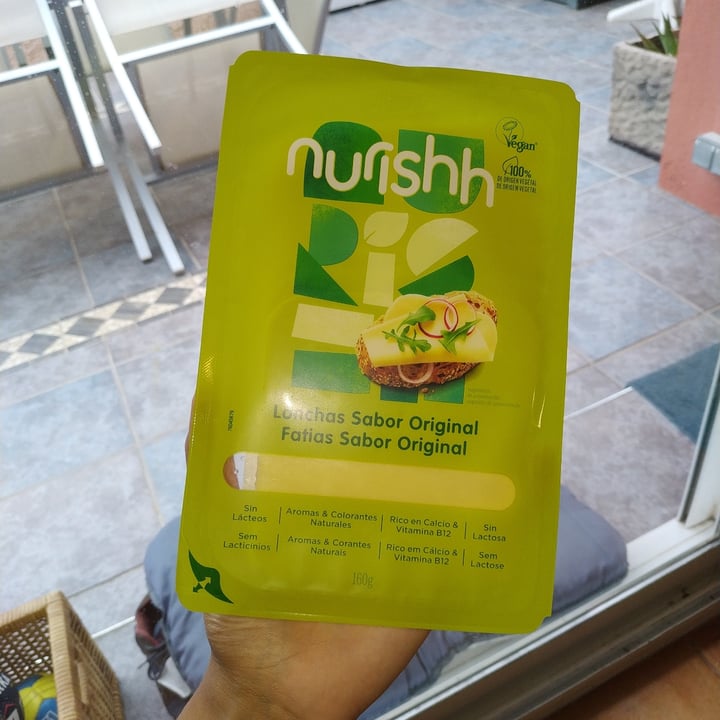 nurishh
Vegan
100%
DE ORIGEN VEGETAL
DE ORIGEM VEGETAL
Lonchas Sabor Original
Fatias Sabor Original
Sin
Lácteos
Aromas & Colorantes
Naturales
Rico en Calcio &
Vitamina B12
Sin
Lactosa
Sem
Lacticínios
Aromas & Corantes
Naturais
Rico em Cálcio &
Vitamina B12
Sem
Lactose
160g